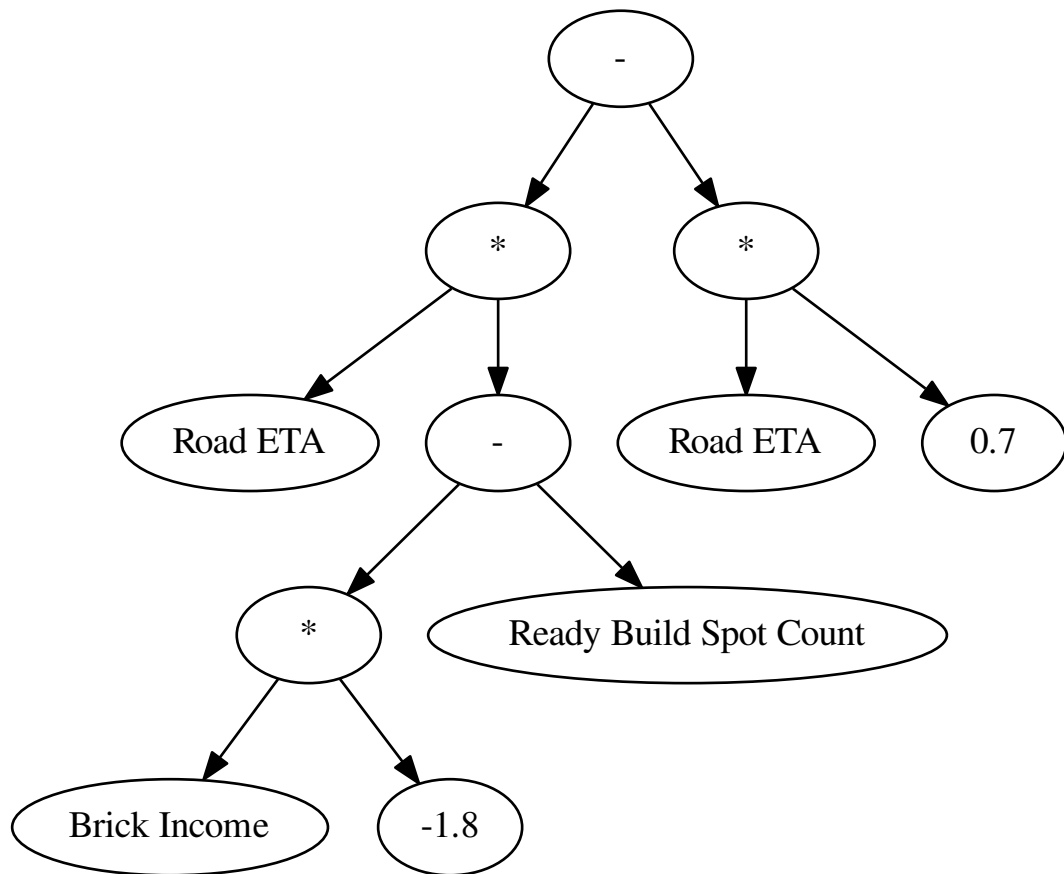 -
*
*
Road ETA
-
Road ETA
0.7
*
Ready Build Spot Count
Brick Income
-1.8